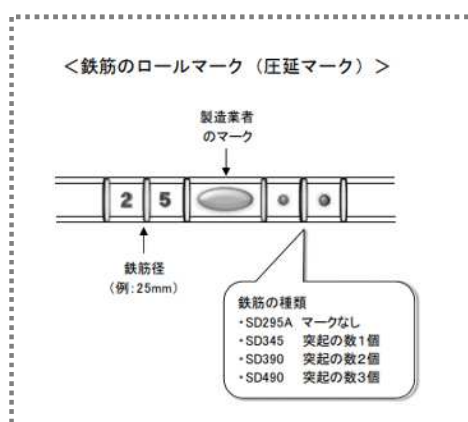 ＜鉄筋のロールマーク（圧延マーク）＞
製造業者
のマーク
2 5
鉄筋径
（例：25mm）
鉄筋の種類
・SD295A マークなし
・SD345 突起の数1個
・SD390 突起の数2個
・SD490 突起の数3個